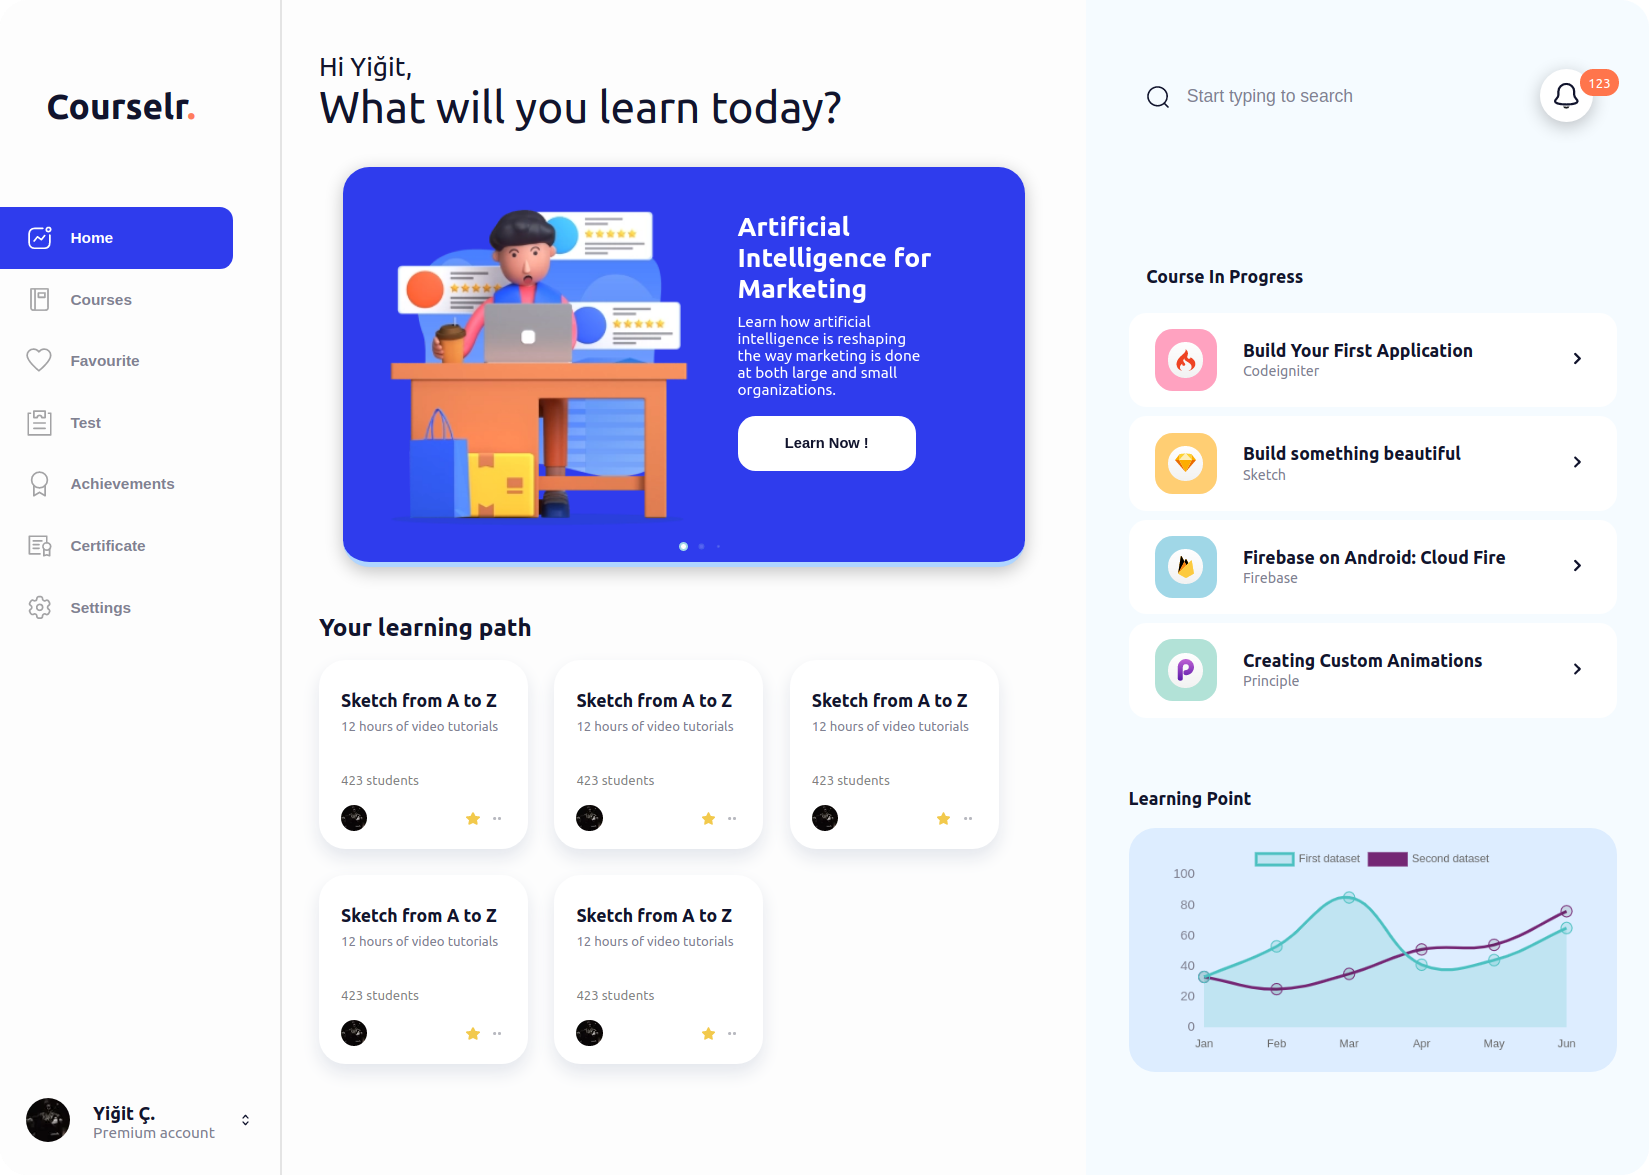 Courselr.
Home
Courses
Favourite
Test
Achievements
Certificate
Settings
Yiğit Ç.
Premium account
Hi Yiğit,
What will you learn today?
Artificial
Intelligence for
Marketing
Learn how artificial
intelligence is reshaping
the way marketing is done
at both large and small
organizations.
Learn Now !
Your learning path
Sketch from A to Z
12 hours of video tutorials
423 students
Sketch from A to Z
12 hours of video tutorials
423 students
Sketch from A to Z
12 hours of video tutorials
423 students
Sketch from A to Z
12 hours of video tutorials
423 students
Sketch from A to Z
12 hours of video tutorials
423 students
Start typing to search
123
Course In Progress
Build Your First Application
Codeigniter
Build something beautiful
Sketch
Firebase on Android: Cloud Fire
Firebase
Creating Custom Animations
Principle
Learning Point
First dataset Second dataset
100
80
60
40
20
0
Jan Feb Mar Apr May Jun